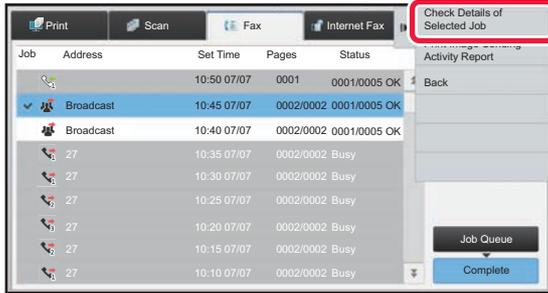 Print Scan Fax Internet Fax
Check Details of
Selected Job
Print Image Sending
Activity Report
Back
Job Address Set Time Pages Status
10:50 07/07 0001 0001/0005 OK
Broadcast 10:45 07/07 0002/0002 0001/0005 OK
Broadcast 10:40 07/07 0002/0002 0001/0005 OK
27 10:35 07/07 0002/0002 Busy
27 10:30 07/07 0002/0002 Busy
27 10:25 07/07 0002/0002 Busy
27 10:20 07/07 0002/0002 Busy
27 10:15 07/07 0002/0002 Busy
27 10:10 07/07 0002/0002 Busy
Job Queue
Complete